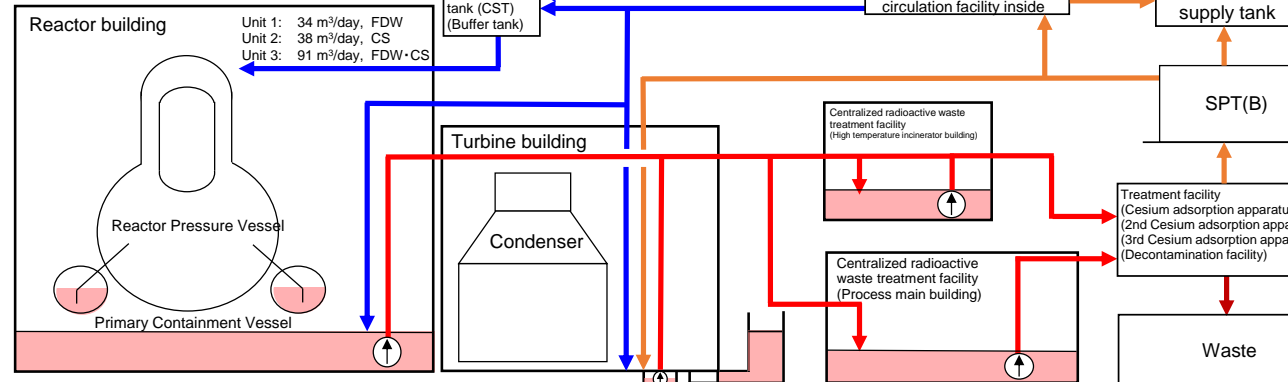 Reactor building
Unit 1: 34 m³/day, FDW
Unit 2: 38 m³/day, CS
Unit 3: 91 m³/day, FDW・CS
tank (CST)
(Buffer tank)
circulation facility inside
supply tank
SPT(B)
Centralized radioactive waste
treatment facility
(High temperature incinerator building)
Turbine building
Condenser
Reactor Pressure Vessel
Primary Containment Vessel
Centralized radioactive
waste treatment facility
(Process main building)
Treatment facility
(Cesium adsorption apparatu
(2nd Cesium adsorption appa
(3rd Cesium adsorption appa
(Decontamination facility)
Waste